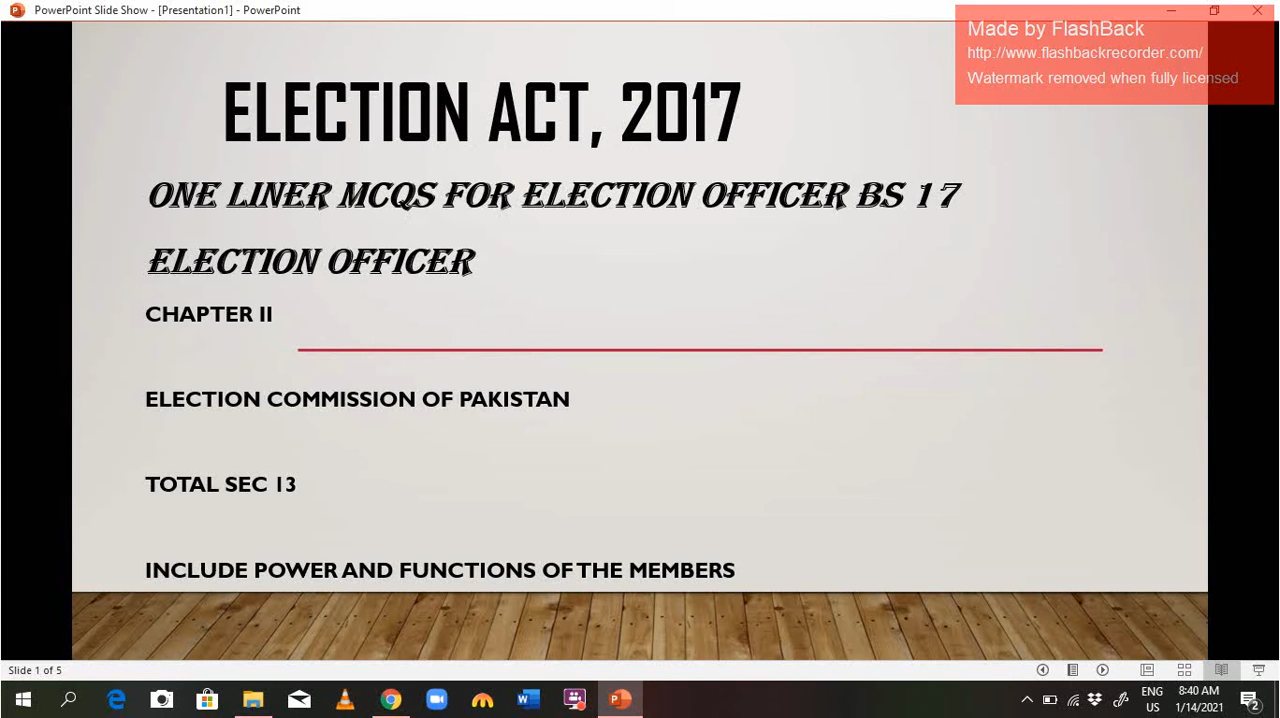 PowerPoint Slide Show - [Presentation1] - PowerPoint
Made by FlashBack
http://www.flashbackrecorder.com/
Watermark removed when fully licensed
ELECTION ACT, 2017
ONE LINER MCQS FOR ELECTION OFFICER BS 17
ELECTION OFFICER
CHAPTER II
ELECTION COMMISSION OF PAKISTAN
TOTAL SEC 13
INCLUDE POWER AND FUNCTIONS OF THE MEMBERS
Slide 1 of 5
ENG
US
8:40 AM
1/14/2021
2